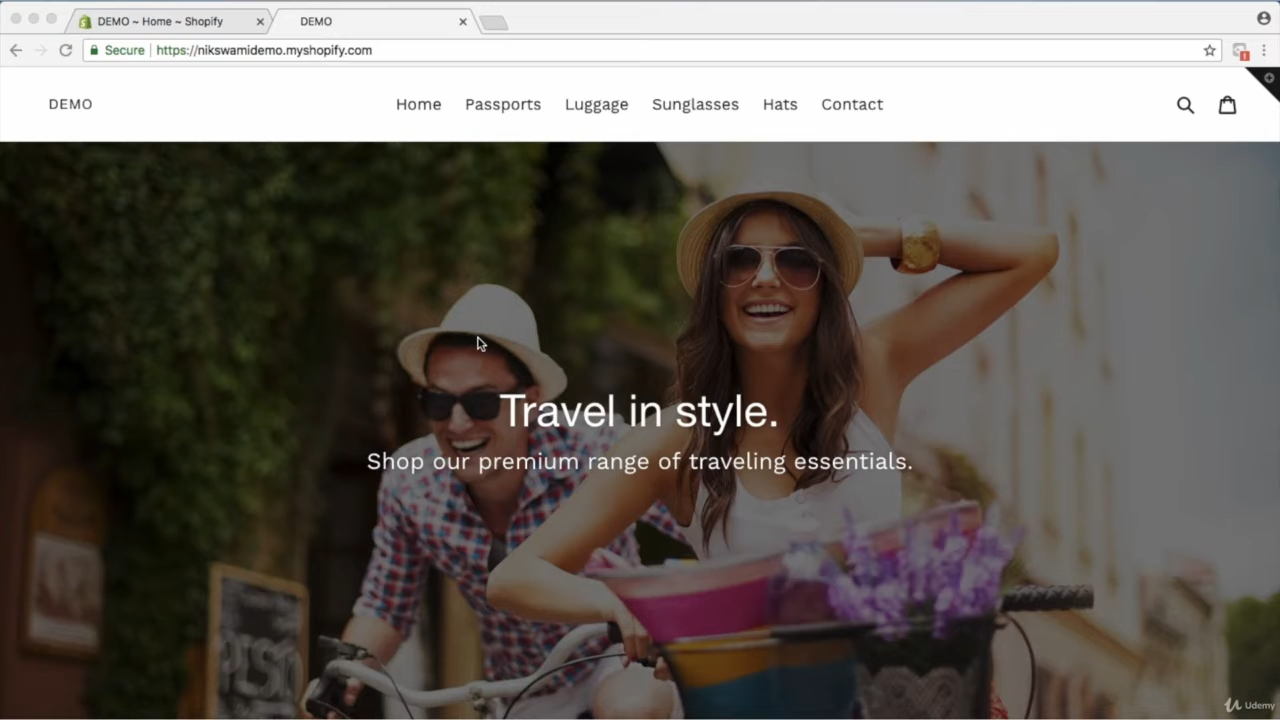 DEMO ~ Home ~ Shopify
DEMO
Secure
https://nikswamidemo.myshopify.com
DEMO
Home Passports Luggage Sunglasses Hats Contact
Travel in style.
Shop our premium range of traveling essentials.
Udemy